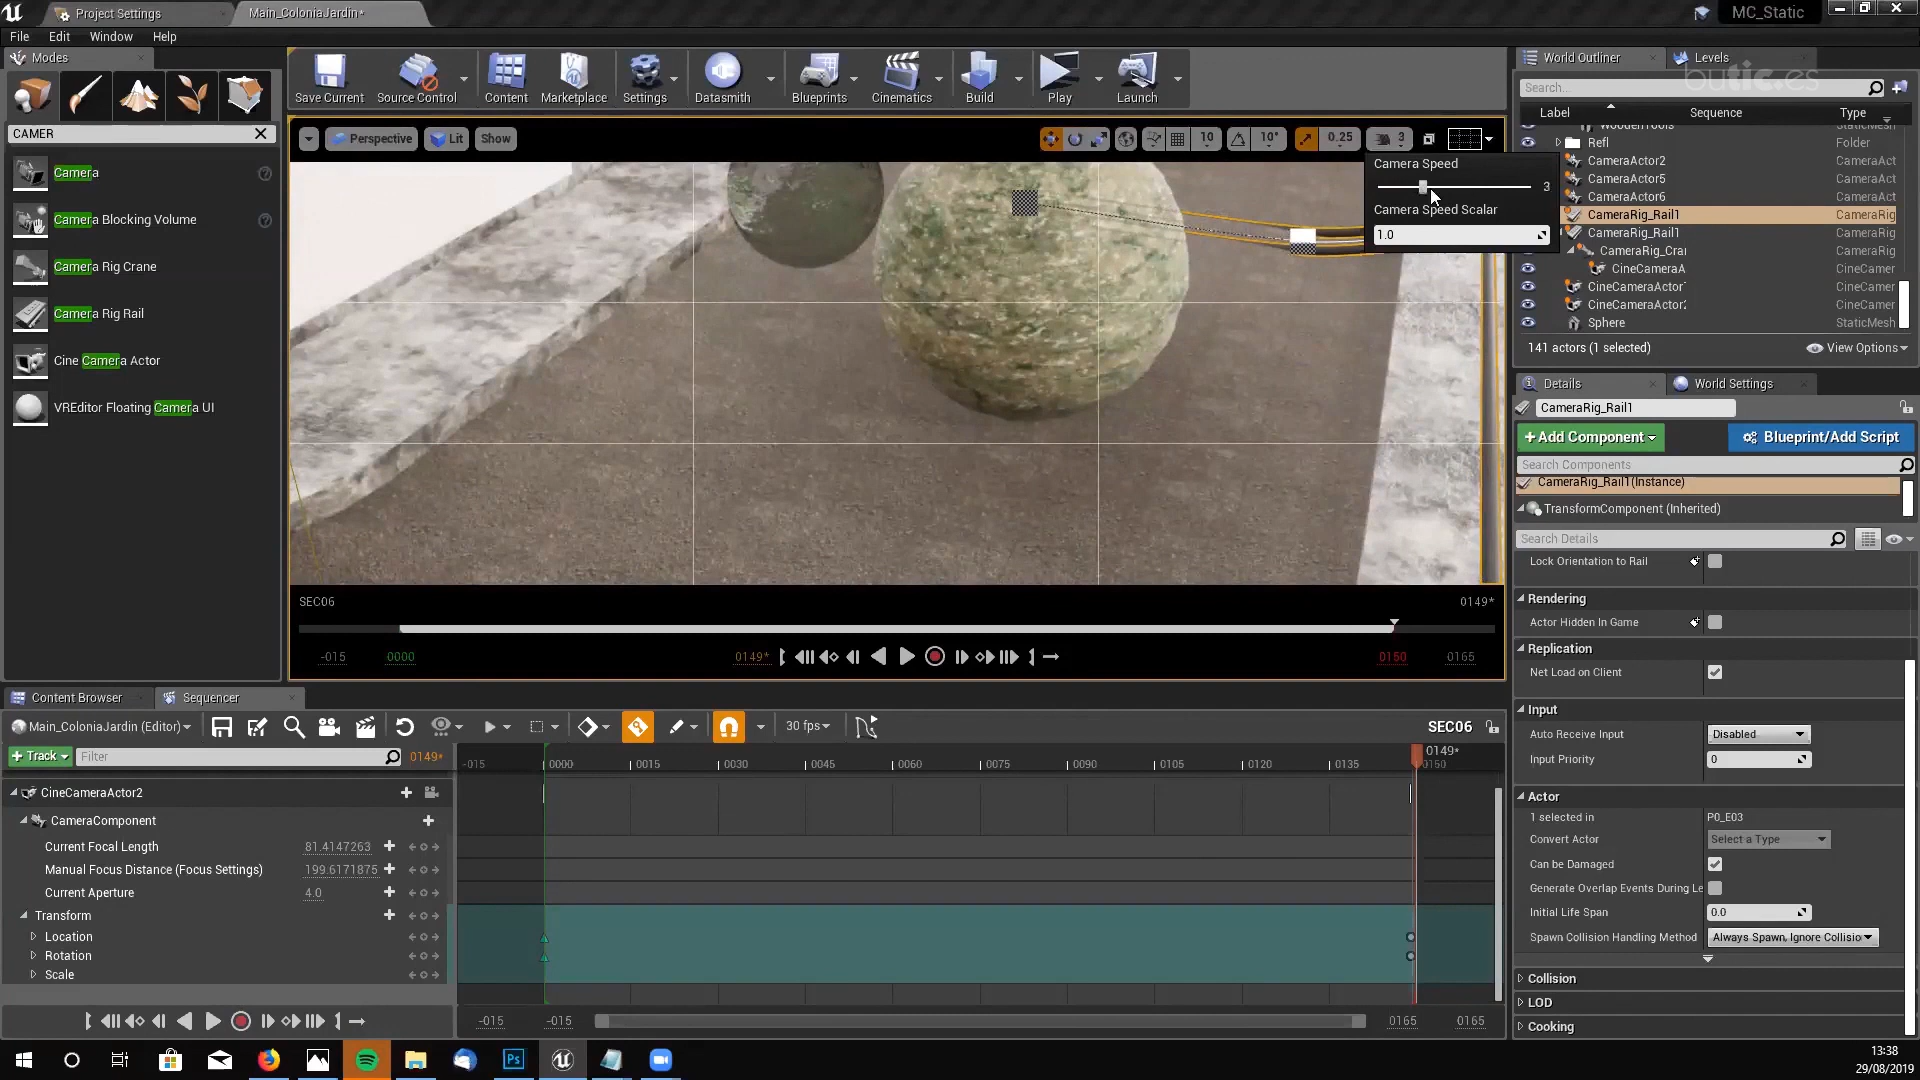 Project Settings
Main_ColoniaJardin*
MC_Static
File Edit Window Help
Modes
CAMER
Camera
Camera Blocking Volume
Camera Rig Crane
Camera Rig Rail
Cine Camera Actor
VREditor Floating Camera UI
Save Current
Source Control
Content
Marketplace
Settings
Datasmith
Blueprints
Cinematics
Build
Play
Launch
Perspective
Lit
Show
10
10°
0.25
3
Camera Speed
3
Camera Speed Scalar
1.0
SEC06
0149*
-015
0000
0149*
0150
0165
World Outliner
Levels
butic.es
Search...
Label Sequence Type
WoodenTools StaticMesh
Refl Folder
CameraActor2 CameraAct
CameraActor5 CameraAct
CameraActor6 CameraAct
CameraRig_Rail1 CameraRig
CameraRig_Rail1 CameraRig
CameraRig_Crar CameraRig
CineCameraA CineCamer
CineCameraActor CineCamer
CineCameraActor2 CineCamer
Sphere StaticMesh
141 actors (1 selected)
View Options
Details
World Settings
CameraRig_Rail1
+Add Component
Blueprint/Add Script
Search Components
CameraRig_Rail1(Instance)
TransformComponent (Inherited)
Search Details
Lock Orientation to Rail
Rendering
Actor Hidden In Game
Replication
Net Load on Client
Input
Auto Receive Input Disabled
Input Priority 0
Actor
1 selected in P0_E03
Convert Actor Select a Type
Can be Damaged
Generate Overlap Events During Le
Initial Life Span 0.0
Spawn Collision Handling Method Always Spawn, Ignore Collisio
Collision
LOD
Cooking
Content Browser
Sequencer
Main_ColoniaJardin (Editor)
30 fps
SEC06
+Track
Filter
0149*
-015 0000 0015 0030 0045 0060 0075 0090 0105 0120 0135 0150
0149*
CineCameraActor2
CameraComponent
Current Focal Length 81.4147263
Manual Focus Distance (Focus Settings) 199.6171875
Current Aperture 4.0
Transform
Location
Rotation
Scale
-015 -015 0165 0165
Ps
13:38
29/08/2019